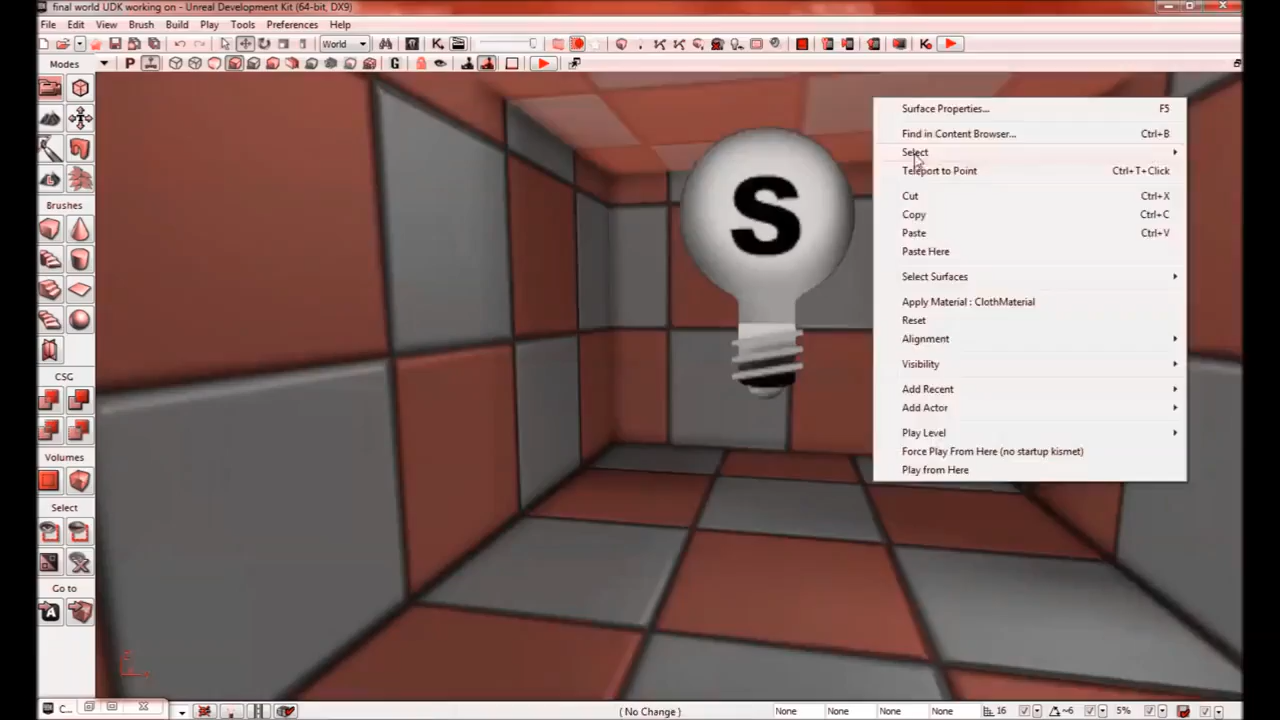 final world UDK working on - Unreal Development Kit (64-bit, DX9)
File Edit View Brush Play Build Tools Preferences Help
World
Modes
P G
Brushes
CSG
Volumes
Select
Go to
A
S
Surface Properties... F5
Find in Content Browser... Ctrl+B
Select
Teleport to Point Ctrl+T+Click
Cut Ctrl+X
Copy Ctrl+C
Paste Ctrl+V
Paste Here
Select Surfaces
Apply Material : ClothMaterial
Reset
Alignment
Visibility
Add Recent
Add Actor
Play Level
Force Play From Here (no startup kismet)
Play from Here
C...
( No Change )
None None None None 16 ~6 5%